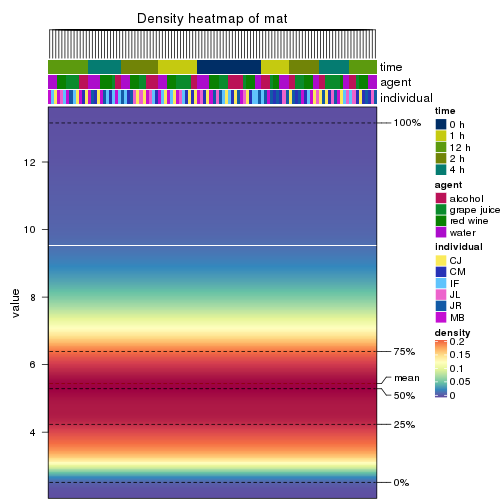 Density heatmap of mat
time
agent
individual
100%
12
10
8
6
4
value
75%
mean
50%
25%
0%
time
0 h
1 h
12 h
2 h
4 h
agent
alcohol
grape juice
red wine
water
individual
CJ
CM
IF
JL
JR
MB
density
0.2
0.15
0.1
0.05
0